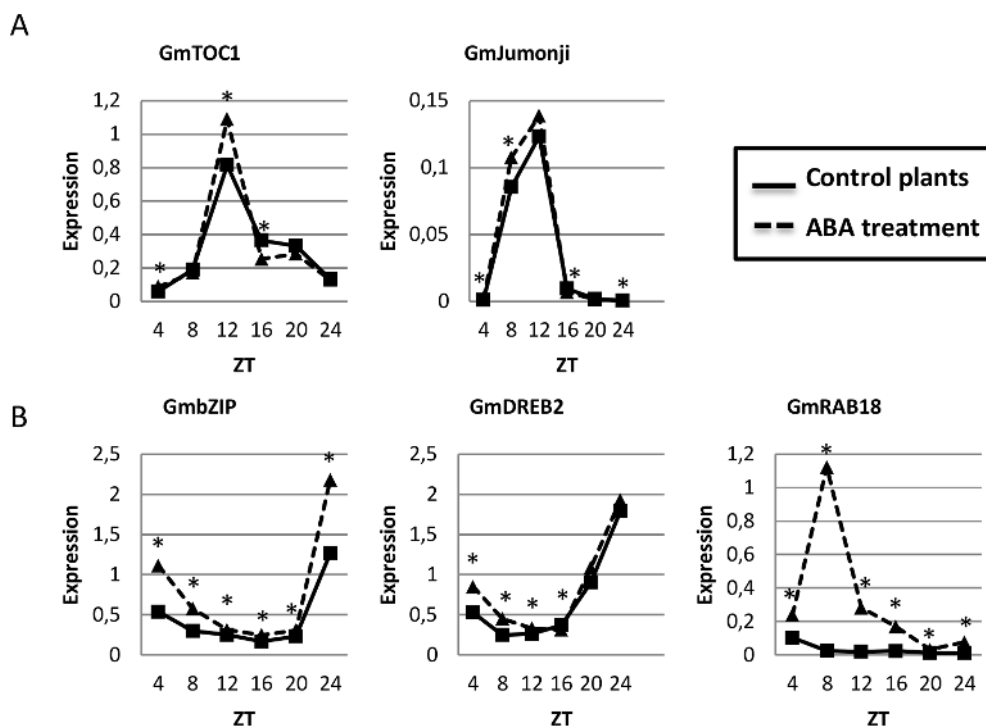 A
GmTOC1
GmJumonji
Expression
1,2
1
0,8
0,6
0,4
0,2
0
*
*
*
4 8 12 16 20 24
ZT
Expression
0,15
0,1
0,05
0
*
*
*
*
4 8 12 16 20 24
ZT
Control plants
ABA treatment
B
GmbZIP
GmDREB2
GmRAB18
Expression
2,5
2
1,5
1
0,5
0
*
*
*
*
*
*
4 8 12 16 20 24
ZT
Expression
2,5
2
1,5
1
0,5
0
*
*
*
*
4 8 12 16 20 24
ZT
Expression
1,2
1
0,8
0,6
0,4
0,2
0
*
*
*
*
*
*
4 8 12 16 20 24
ZT